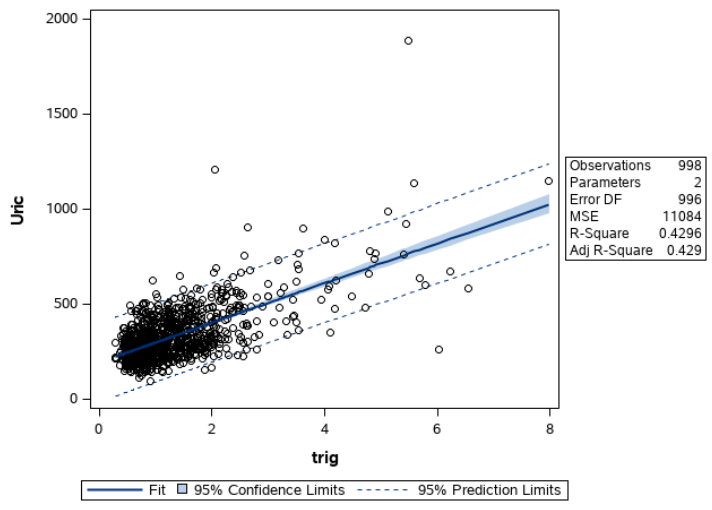 2000
1500
1000
500
0
Uric
0 2 4 6 8
trig
Observations 998
Parameters 2
Error DF 996
MSE 11084
R-Square 0.4296
Adj R-Square 0.429
Fit 95% Confidence Limits 95% Prediction Limits